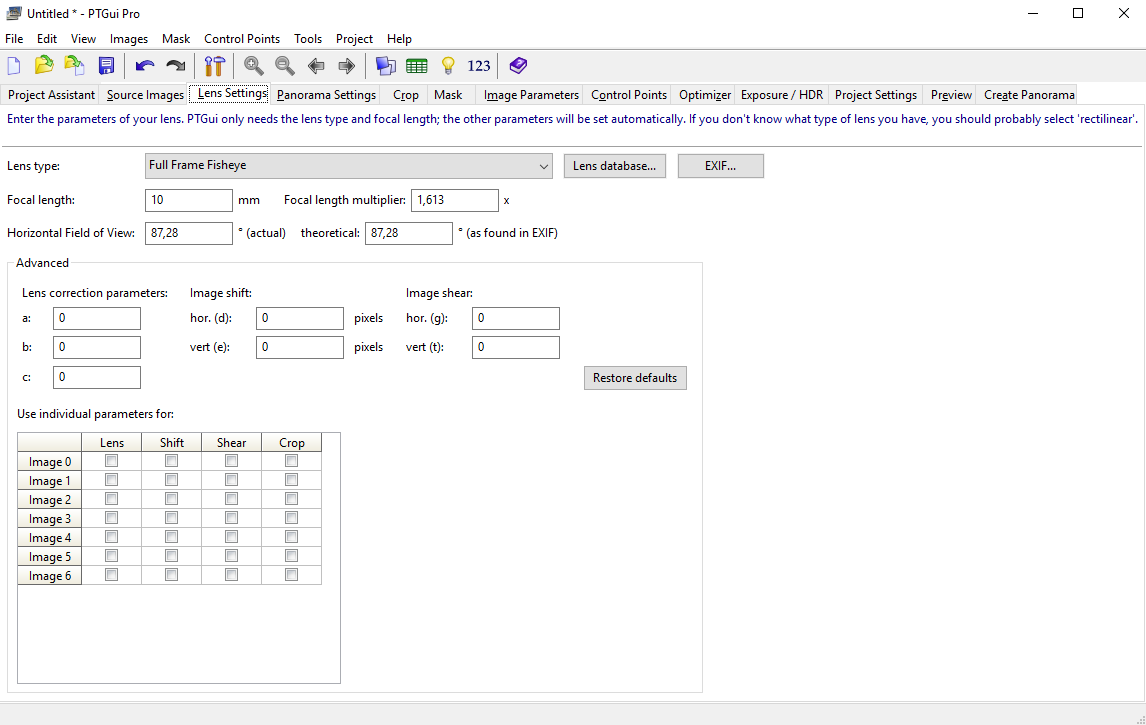 Untitled * - PTGui Pro
File Edit View Images Mask Control Points Tools Project Help
123
Project Assistant Source Images Lens Settings Panorama Settings Crop Mask Image Parameters Control Points Optimizer Exposure / HDR Project Settings Preview Create Panorama
Enter the parameters of your lens. PTGui only needs the lens type and focal length; the other parameters will be set automatically. If you don't know what type of lens you have, you should probably select 'rectilinear'.
Lens type: Full Frame Fisheye Lens database... EXIF...
Focal length: 10 mm Focal length multiplier: 1,613 x
Horizontal Field of View: 87,28 ° (actual) theoretical: 87,28 ° (as found in EXIF)
Advanced
Lens correction parameters: Image shift: Image shear:
a: 0 hor. (d): 0 pixels hor. (g): 0
b: 0 vert (e): 0 pixels vert (t): 0
c: 0 Restore defaults
Use individual parameters for:
Lens Shift Shear Crop
Image 0
Image 1
Image 2
Image 3
Image 4
Image 5
Image 6